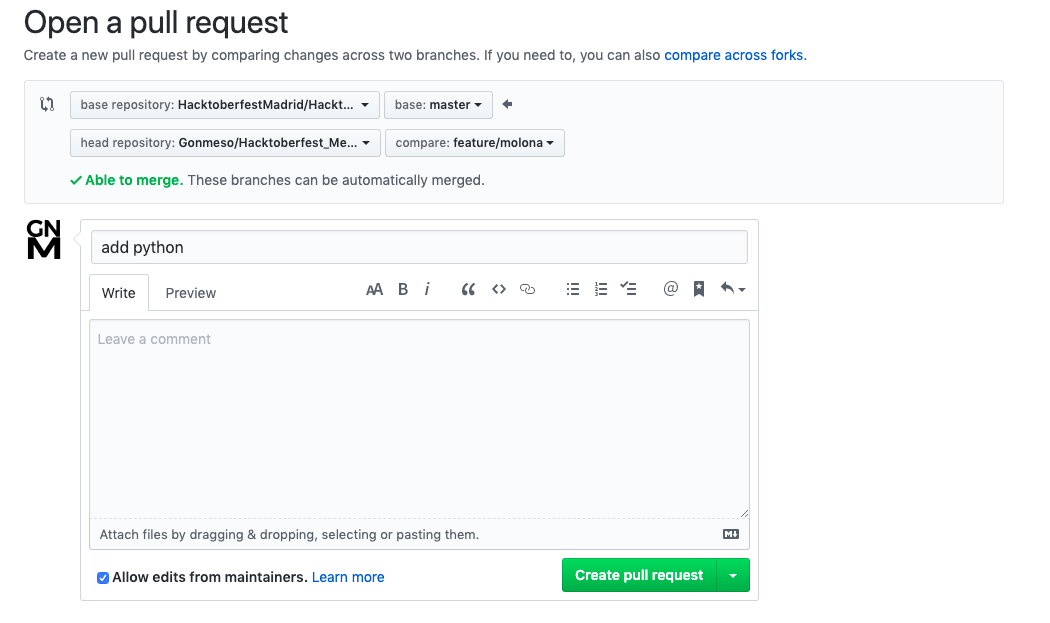 Open a pull request
Create a new pull request by comparing changes across two branches. If you need to, you can also compare across forks.
base repository: HacktoberfestMadrid/Hackt... base: master
head repository: Gonmeso/Hacktoberfest_Me... compare: feature/molona
Able to merge. These branches can be automatically merged.
GN
M
add python
Write Preview AA B i @
Leave a comment
Attach files by dragging & dropping, selecting or pasting them. M↓
Allow edits from maintainers. Learn more Create pull request